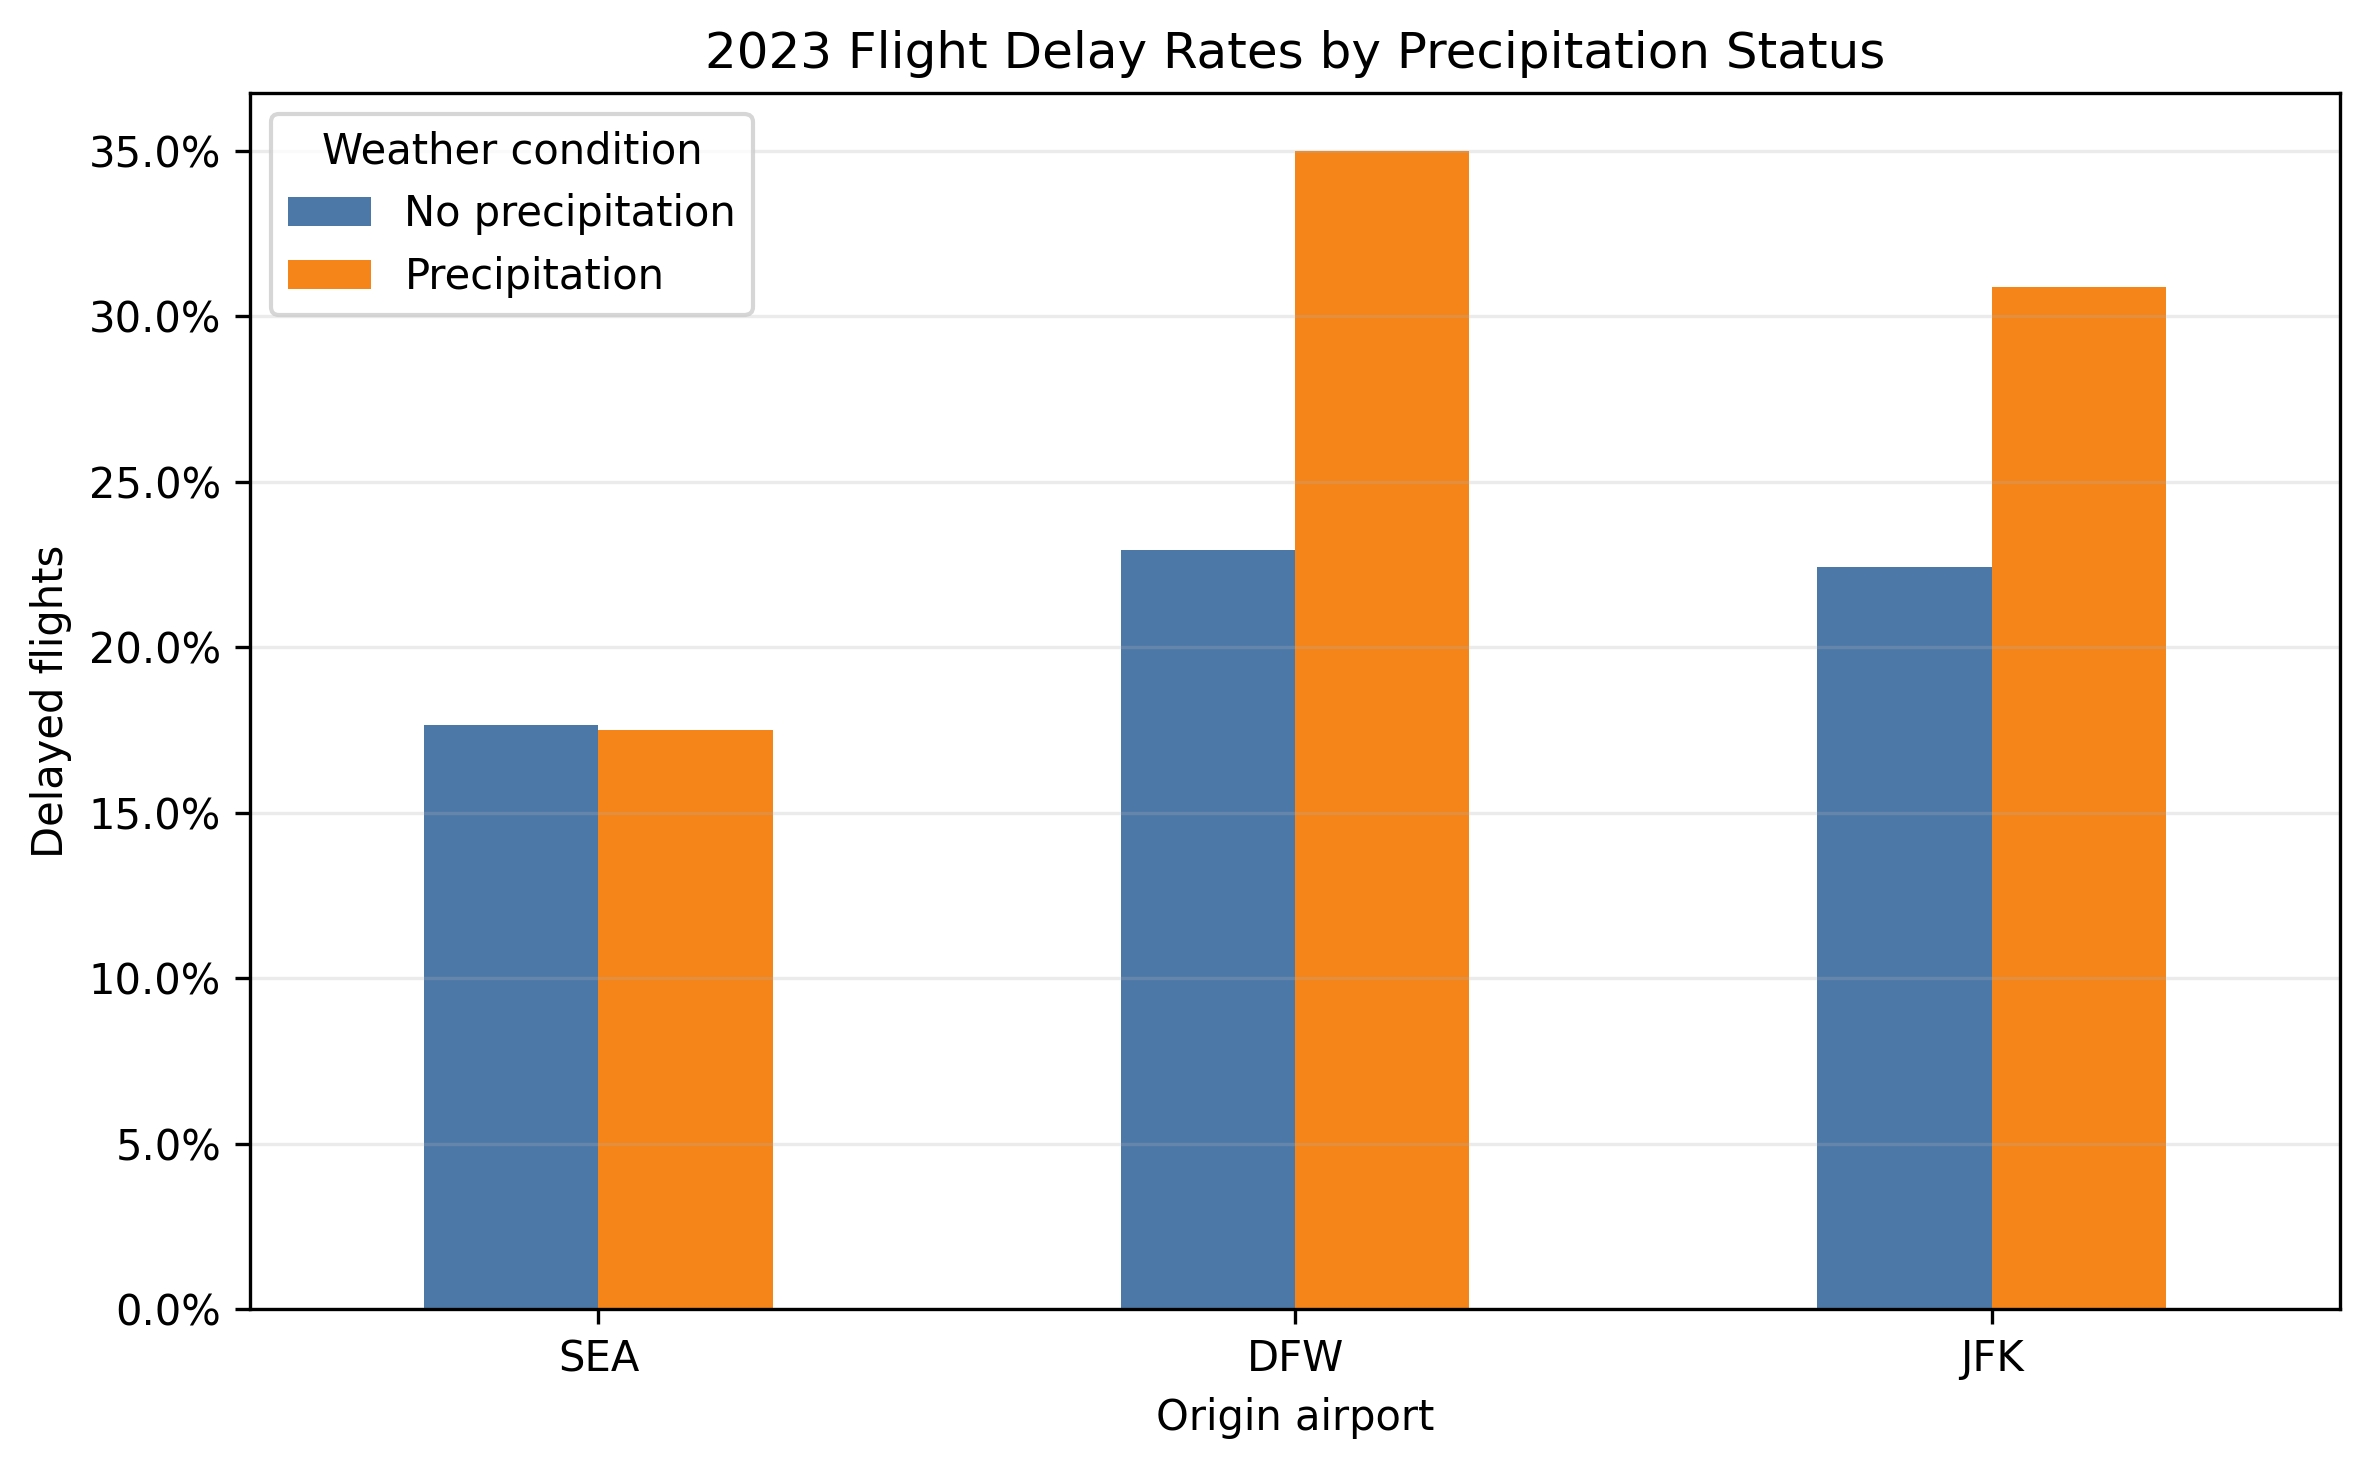 2023 Flight Delay Rates by Precipitation Status
Weather condition
No precipitation
Precipitation
35.0%
30.0%
25.0%
20.0%
15.0%
10.0%
5.0%
0.0%
Delayed flights
SEA
DFW
JFK
Origin airport